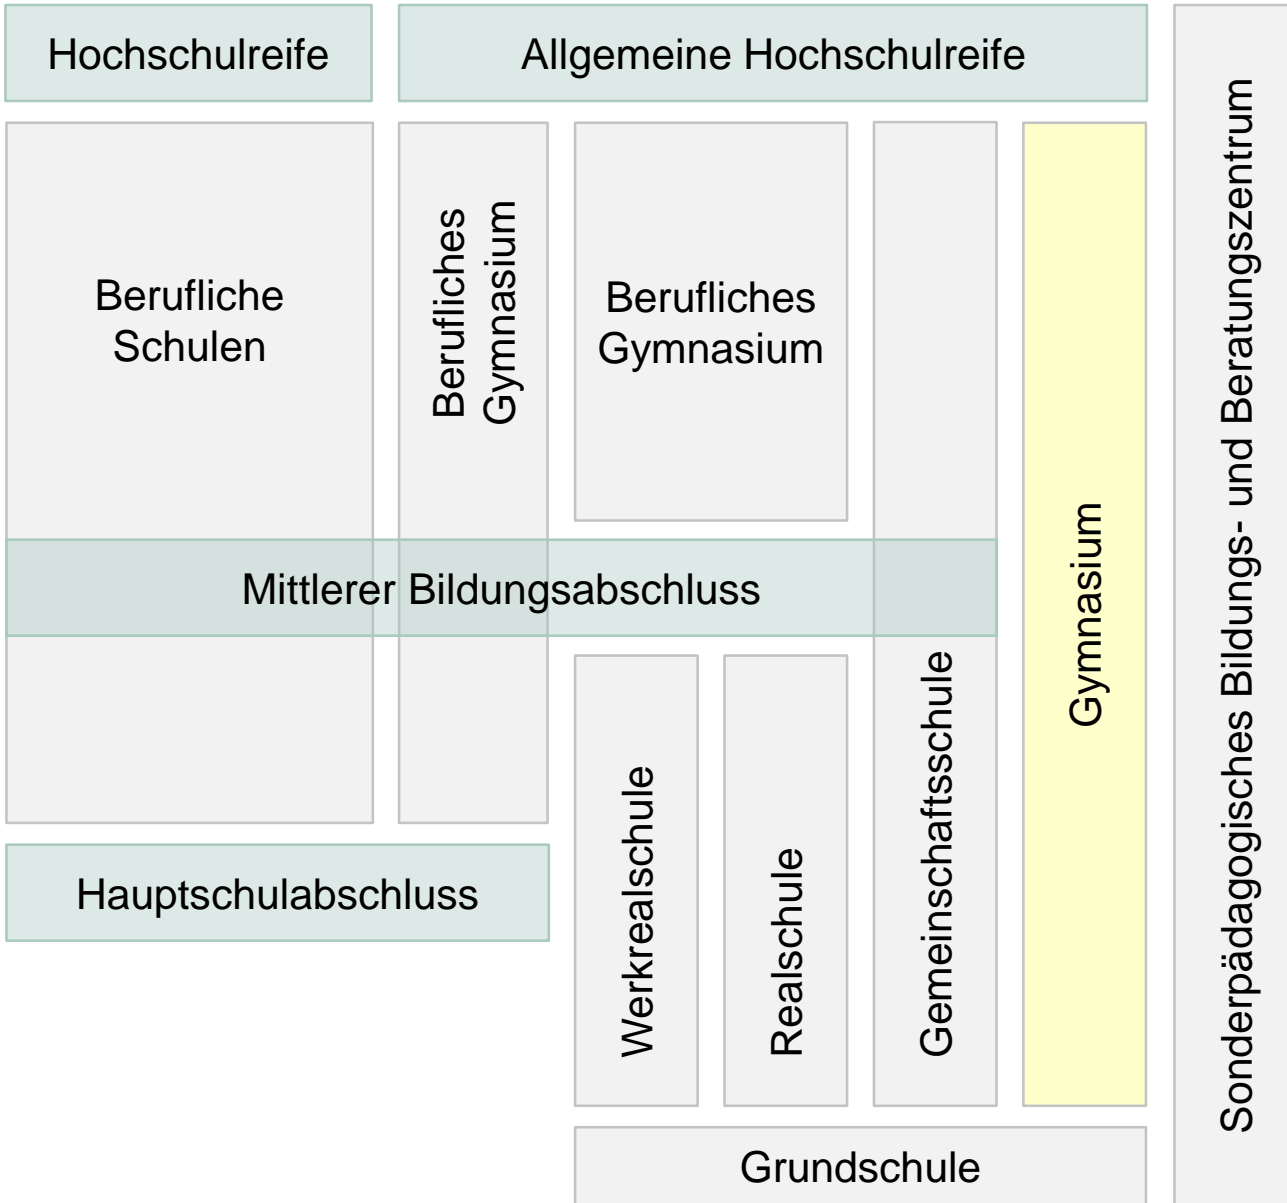 Hochschulreife
Allgemeine Hochschulreife
Berufliche
Schulen
Berufliches
Gymnasium
Berufliches
Gymnasium
Mittlerer Bildungsabschluss
Hauptschulabschluss
Werkrealschule
Realschule
Gemeinschaftsschule
Gymnasium
Sonderpädagogisches Bildungs- und Beratungszentrum
Grundschule